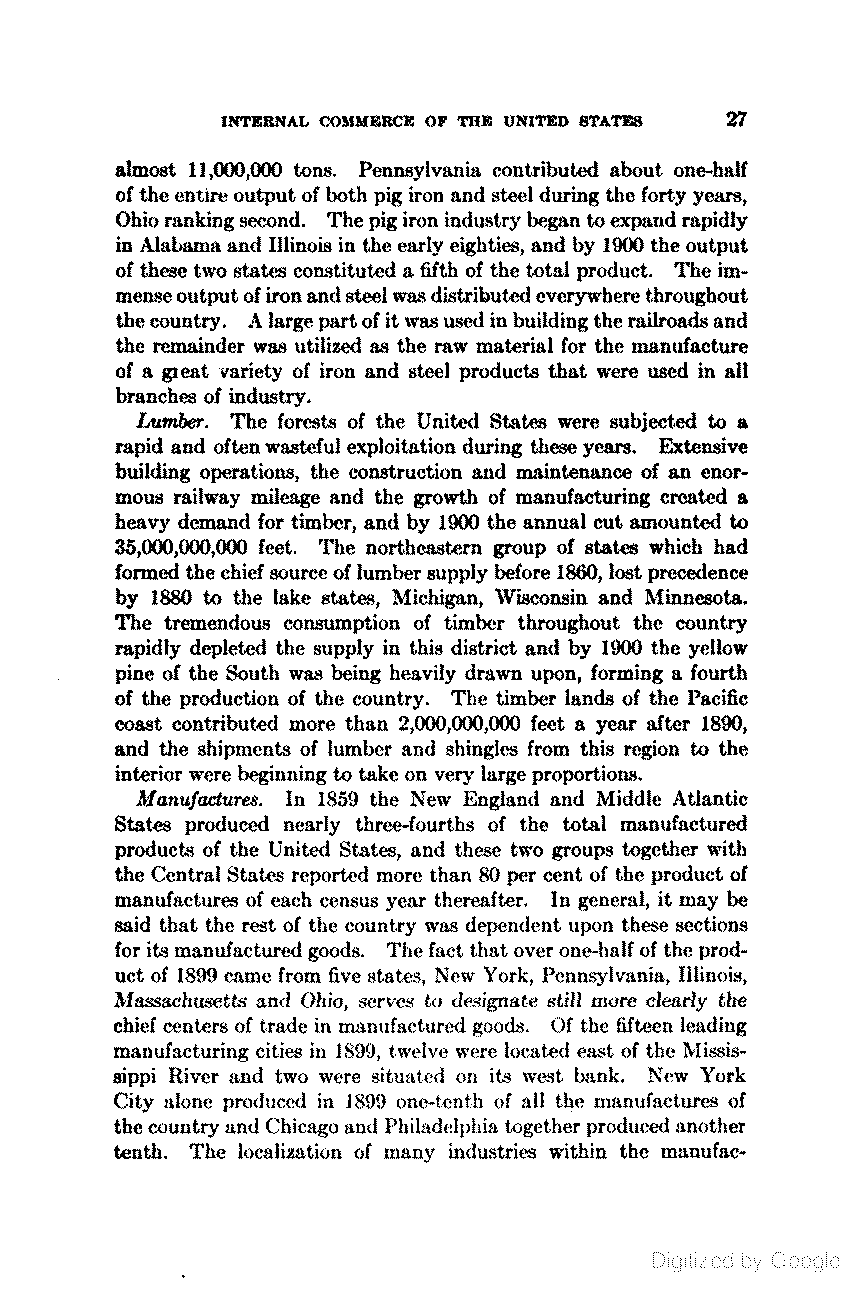 INTERNAL COMMERCE OF THE UNITED STATES 27
almost 11,000,000 tons. Pennsylvania contributed about one-half
of the entire output of both pig iron and steel during the forty years,
Ohio ranking second. The pig iron industry began to expand rapidly
in Alabama and Illinois in the early eighties, and by 1900 the output
of these two states constituted a fifth of the total product. The im-
mense output of iron and steel was distributed everywhere throughout
the country. A large part of it was used in building the railroads and
the remainder was utilized as the raw material for the manufacture
of a great variety of iron and steel products that were used in all
branches of industry.
Lumber. The forests of the United States were subjected to a
rapid and often wasteful exploitation during these years. Extensive
building operations, the construction and maintenance of an enor-
mous railway mileage and the growth of manufacturing created a
heavy demand for timber, and by 1900 the annual cut amounted to
35,000,000,000 feet. The northeastern group of states which had
formed the chief source of lumber supply before 1860, lost precedence
by 1880 to the lake states, Michigan, Wisconsin and Minnesota.
The tremendous consumption of timber throughout the country
rapidly depleted the supply in this district and by 1900 the yellow
pine of the South was being heavily drawn upon, forming a fourth
of the production of the country. The timber lands of the Pacific
coast contributed more than 2,000,000,000 feet a year after 1890,
and the shipments of lumber and shingles from this region to the
interior were beginning to take on very large proportions.
Manufactures. In 1859 the New England and Middle Atlantic
States produced nearly three-fourths of the total manufactured
products of the United States, and these two groups together with
the Central States reported more than 80 per cent of the product of
manufactures of each census year thereafter. In general, it may be
said that the rest of the country was dependent upon these sections
for its manufactured goods. The fact that over one-half of the prod-
uct of 1899 came from five states, New York, Pennsylvania, Illinois,
Massachusetts and Ohio, serves to designate still more clearly the
chief centers of trade in manufactured goods. Of the fifteen leading
manufacturing cities in 1899, twelve were located east of the Missis-
sippi River and two were situated on its west bank. New York
City alone produced in 1899 one-tenth of all the manufactures of
the country and Chicago and Philadelphia together produced another
tenth. The localization of many industries within the manufac-
Digitized by Google